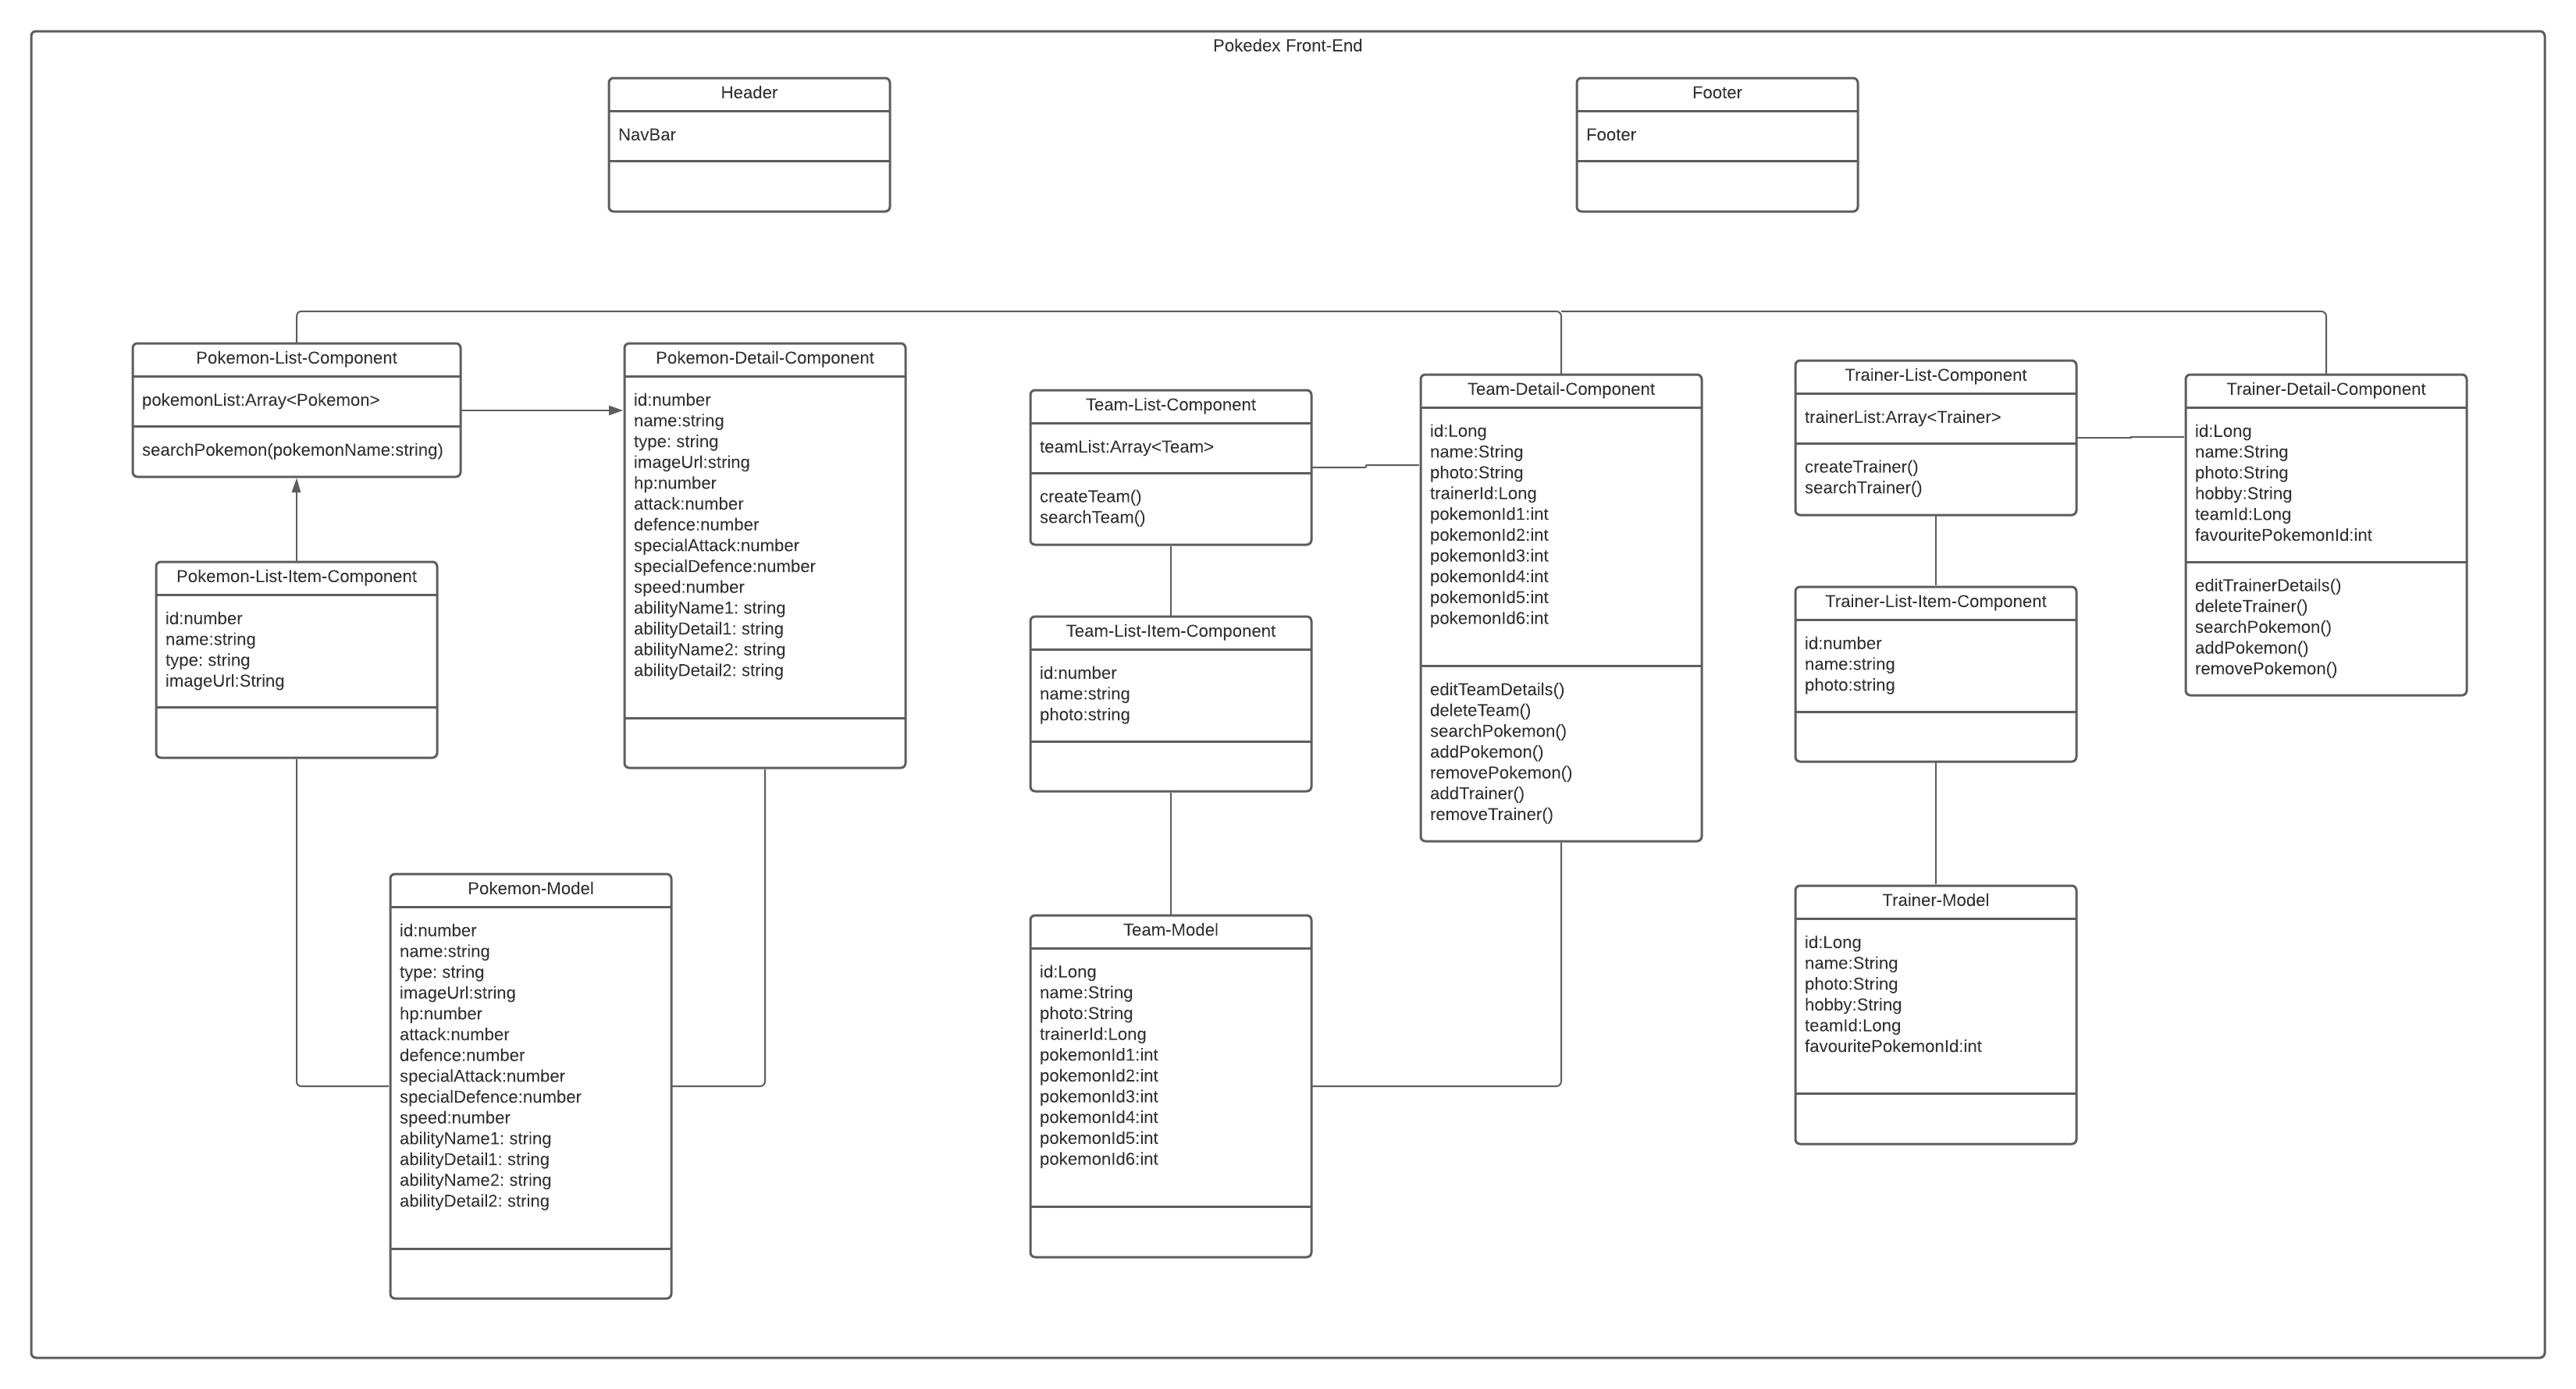 Pokedex Front-End
Header
NavBar
Footer
Footer
Pokemon-List-Component
pokemonList:Array<Pokemon>
searchPokemon(pokemonName:string)
Pokemon-List-Item-Component
id:number
name:string
type: string
imageUrl:String
Pokemon-Detail-Component
id:number
name:string
type: string
imageUrl:string
hp:number
attack:number
defence:number
specialAttack:number
specialDefence:number
speed:number
abilityName1: string
abilityDetail1: string
abilityName2: string
abilityDetail2: string
Pokemon-Model
id:number
name:string
type: string
imageUrl:string
hp:number
attack:number
defence:number
specialAttack:number
specialDefence:number
speed:number
abilityName1: string
abilityDetail1: string
abilityName2: string
abilityDetail2: string
Team-List-Component
teamList:Array<Team>
createTeam()
searchTeam()
Team-List-Item-Component
id:number
name:string
photo:string
Team-Model
id:Long
name:String
photo:String
trainerId:Long
pokemonId1:int
pokemonId2:int
pokemonId3:int
pokemonId4:int
pokemonId5:int
pokemonId6:int
Team-Detail-Component
id:Long
name:String
photo:String
trainerId:Long
pokemonId1:int
pokemonId2:int
pokemonId3:int
pokemonId4:int
pokemonId5:int
pokemonId6:int
editTeamDetails()
deleteTeam()
searchPokemon()
addPokemon()
removePokemon()
addTrainer()
removeTrainer()
Trainer-List-Component
trainerList:Array<Trainer>
createTrainer()
searchTrainer()
Trainer-List-Item-Component
id:number
name:string
photo:string
Trainer-Model
id:Long
name:String
photo:String
hobby:String
teamId:Long
favouritePokemonId:int
Trainer-Detail-Component
id:Long
name:String
photo:String
hobby:String
teamId:Long
favouritePokemonId:int
editTrainerDetails()
deleteTrainer()
searchPokemon()
addPokemon()
removePokemon()